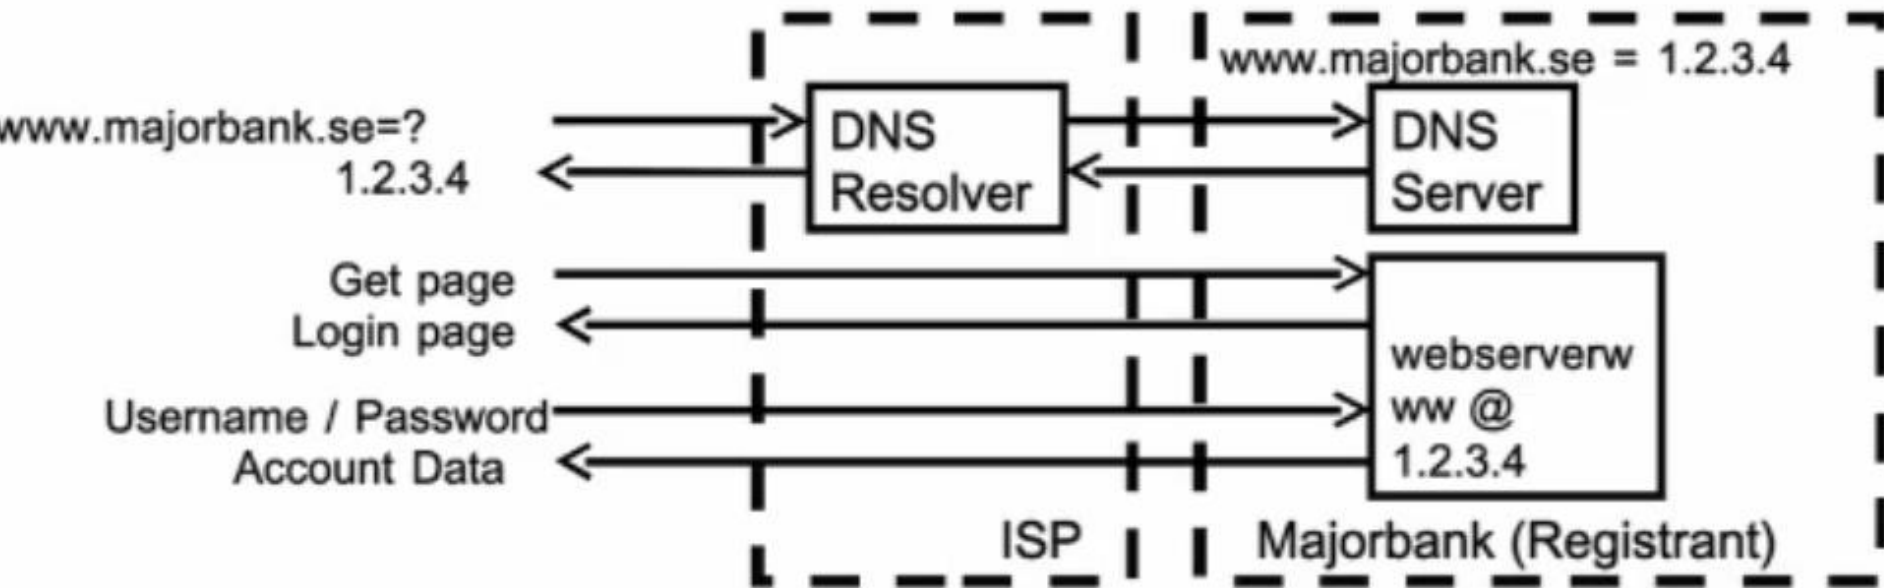 www.majorbank.se = 1.2.3.4
www.majorbank.se=?
1.2.3.4
DNS
Resolver
DNS
Server
Get page
Login page
webserverw
ww @
1.2.3.4
Username / Password
Account Data
ISP
Majorbank (Registrant)